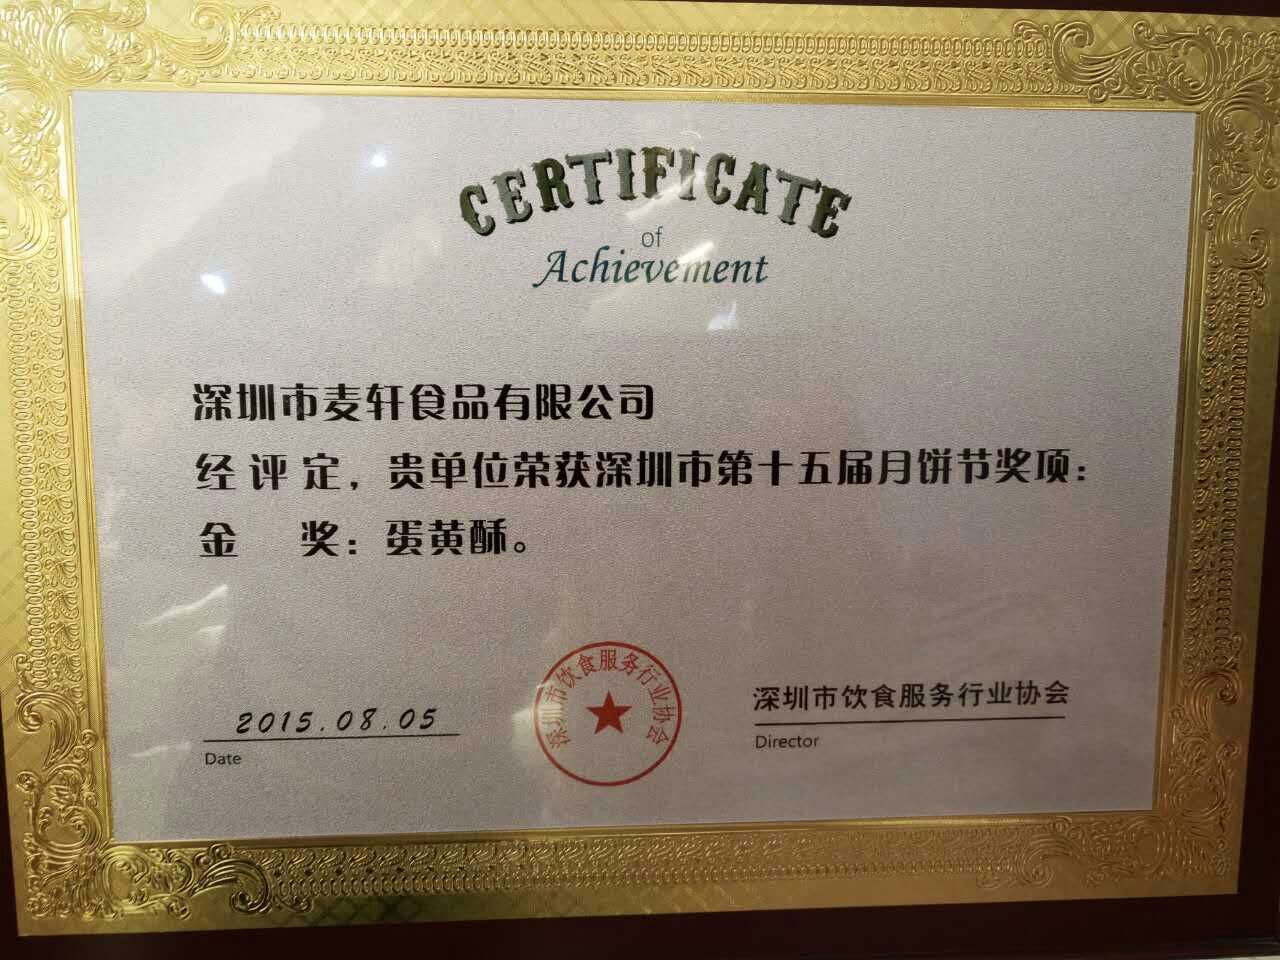 CERTIFICATE
of
Achievement
深圳市麦轩食品有限公司
经评定，贵单位荣获深圳市第十五届月饼节奖项：
金 奖：蛋黄酥。
2015.08.05
Date
深圳市饮食服务行业协会
深圳市饮食服务行业协会
Director